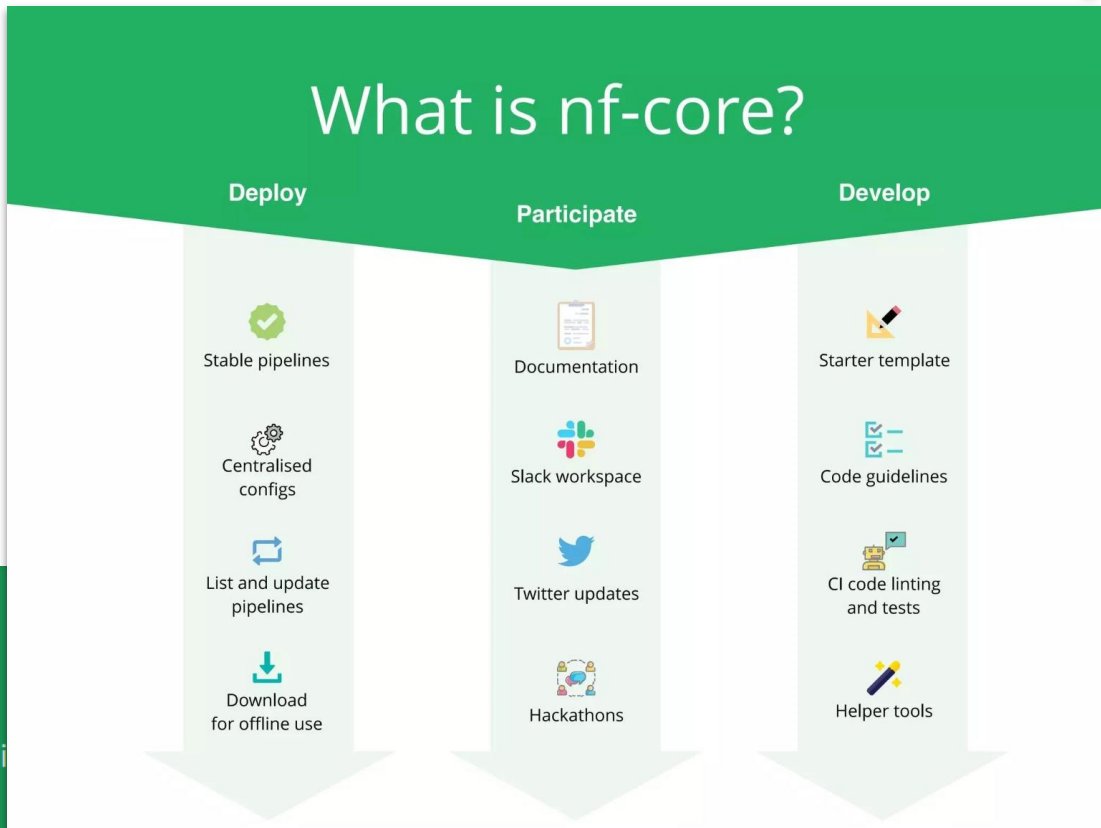 What is nf-core?
Deploy
Participate
Develop
Stable pipelines
Centralised
configs
List and update
pipelines
Download
for offline use
Documentation
Slack workspace
Twitter updates
Hackathons
Starter template
Code guidelines
CI code linting
and tests
Helper tools